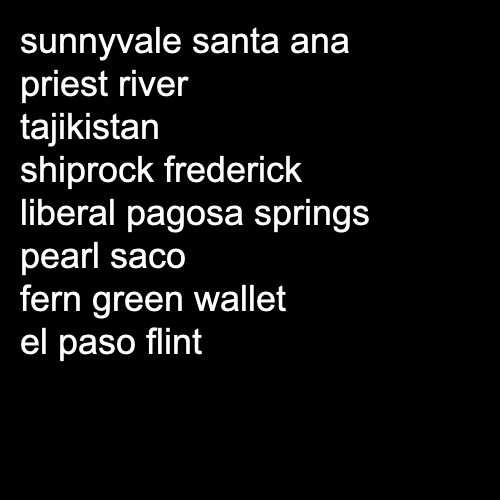 sunnyvale santa ana
priest river
tajikistan
shiprock frederick
liberal pagosa springs
pearl saco
fern green wallet
el paso flint